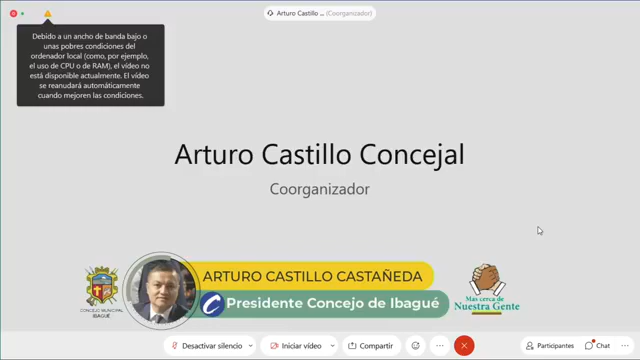 Arturo Castillo ... (Coorganizador)
Debido a un ancho de banda bajo o
unas pobres condiciones del
ordenador local (como, por ejemplo,
el uso de CPU o de RAM), el vídeo no
está disponible actualmente. El vídeo
se reanudará automáticamente
cuando mejoren las condiciones.
Arturo Castillo Concejal
Coorganizador
CONCEJO MUNICIPAL
IBAGUÉ
ARTURO CASTILLO CASTAÑEDA
Presidente Concejo de Ibagué
Más cerca de
Nuestra Gente
Desactivar silencio
Iniciar vídeo
Compartir
Participantes
Chat